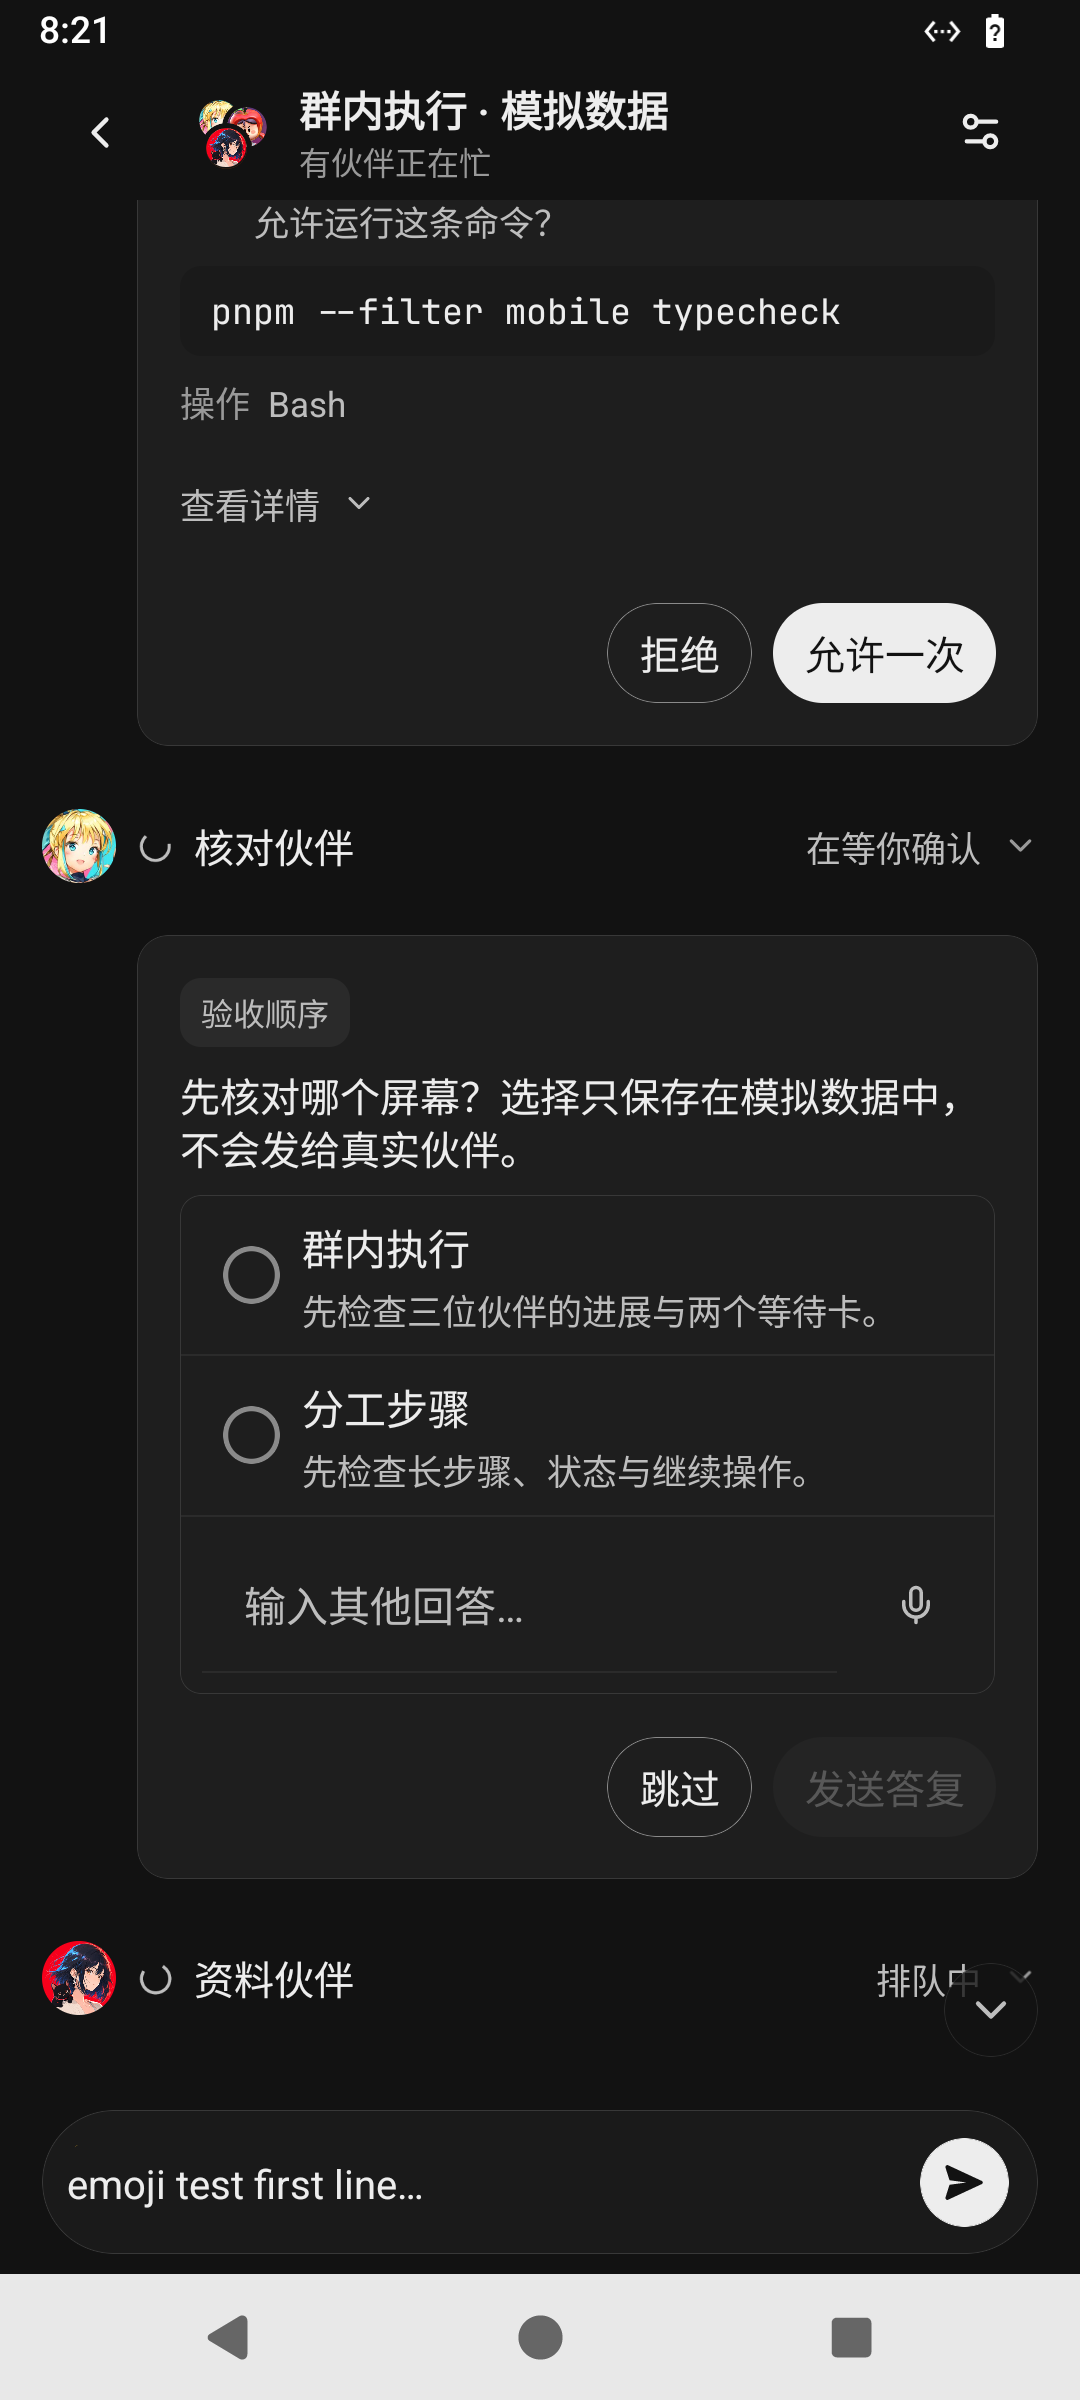 8:21
群内执行 · 模拟数据
有伙伴正在忙
允许运行这条命令？
pnpm --filter mobile typecheck
操作 Bash
查看详情
拒绝
允许一次
核对伙伴
在等你确认
验收顺序
先核对哪个屏幕？选择只保存在模拟数据中，
不会发给真实伙伴。
群内执行
先检查三位伙伴的进展与两个等待卡。
分工步骤
先检查长步骤、状态与继续操作。
输入其他回答...
跳过
发送答复
资料伙伴
排队中
emoji test first line...